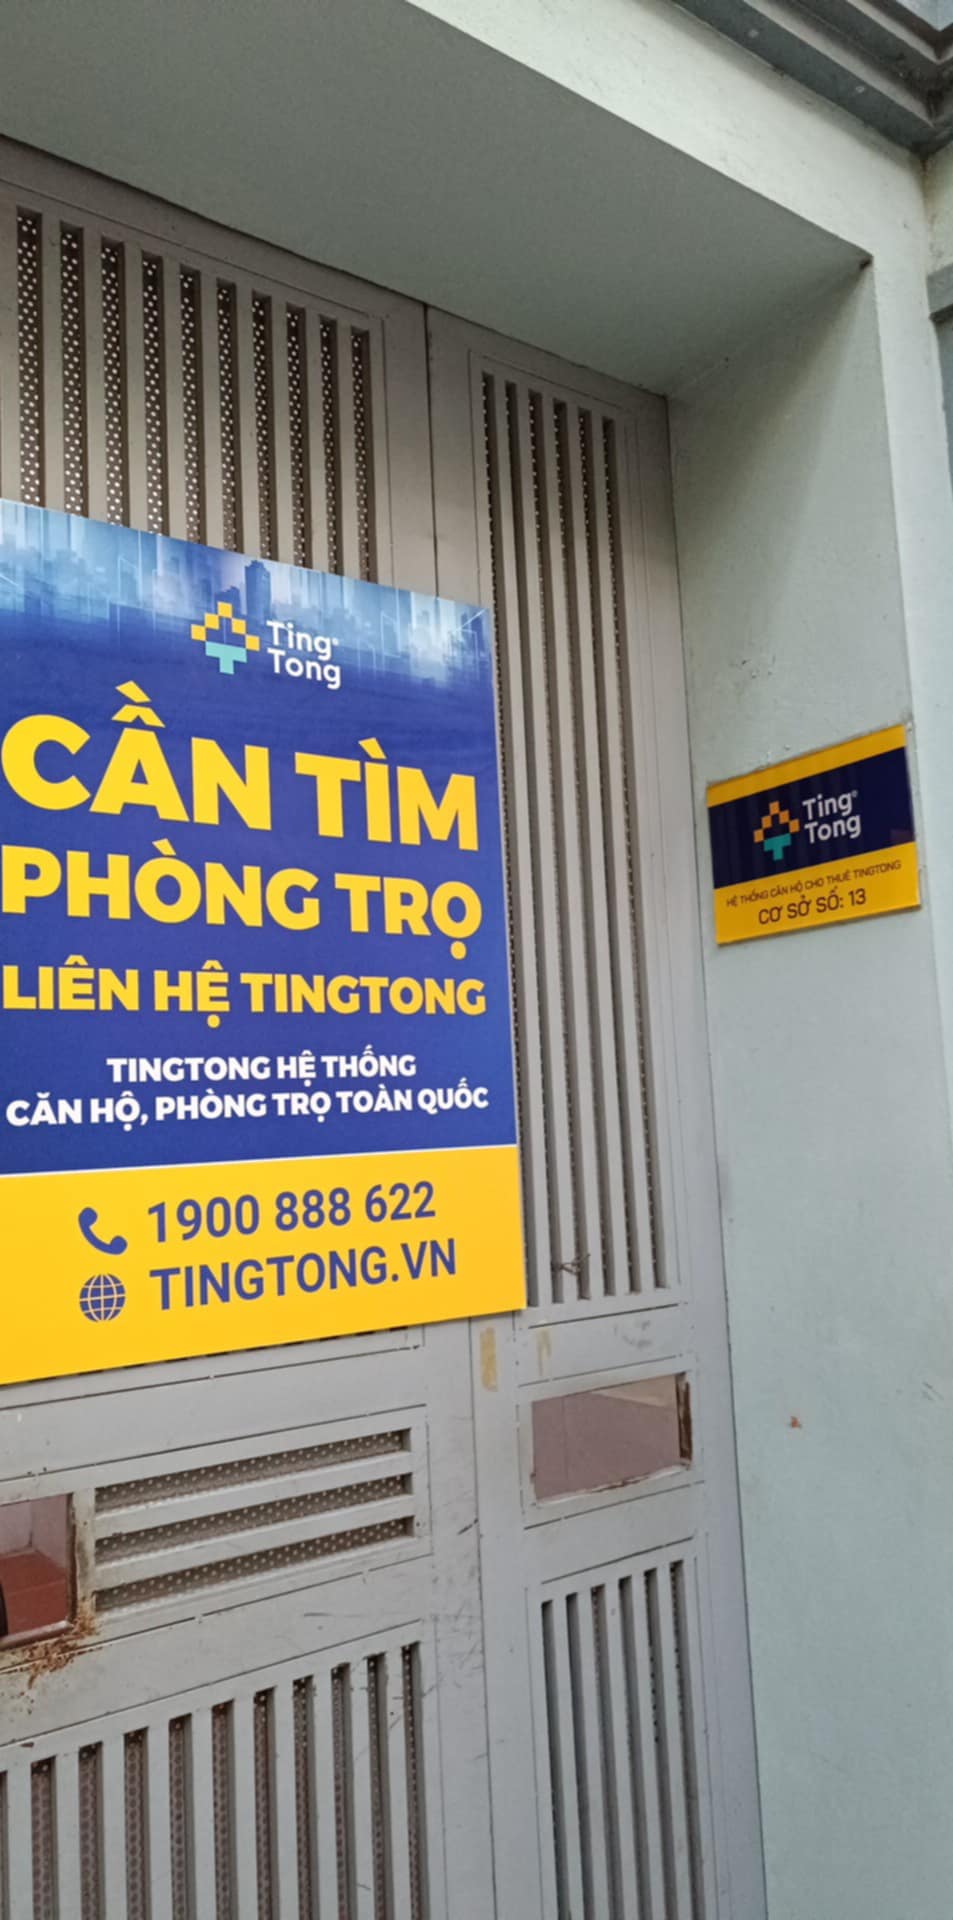 Ting
Tong
CẦN TÌM
PHÒNG TRỌ
LIÊN HỆ TINGTONG
TINGTONG HỆ THỐNG
CĂN HỘ, PHÒNG TRỌ TOÀN QUỐC
1900 888 622
TINGTONG.VN
Ting
Tong
HỆ THỐNG CĂN HỘ CHO THUÊ TINGTONG
CƠ SỞ SỐ: 13